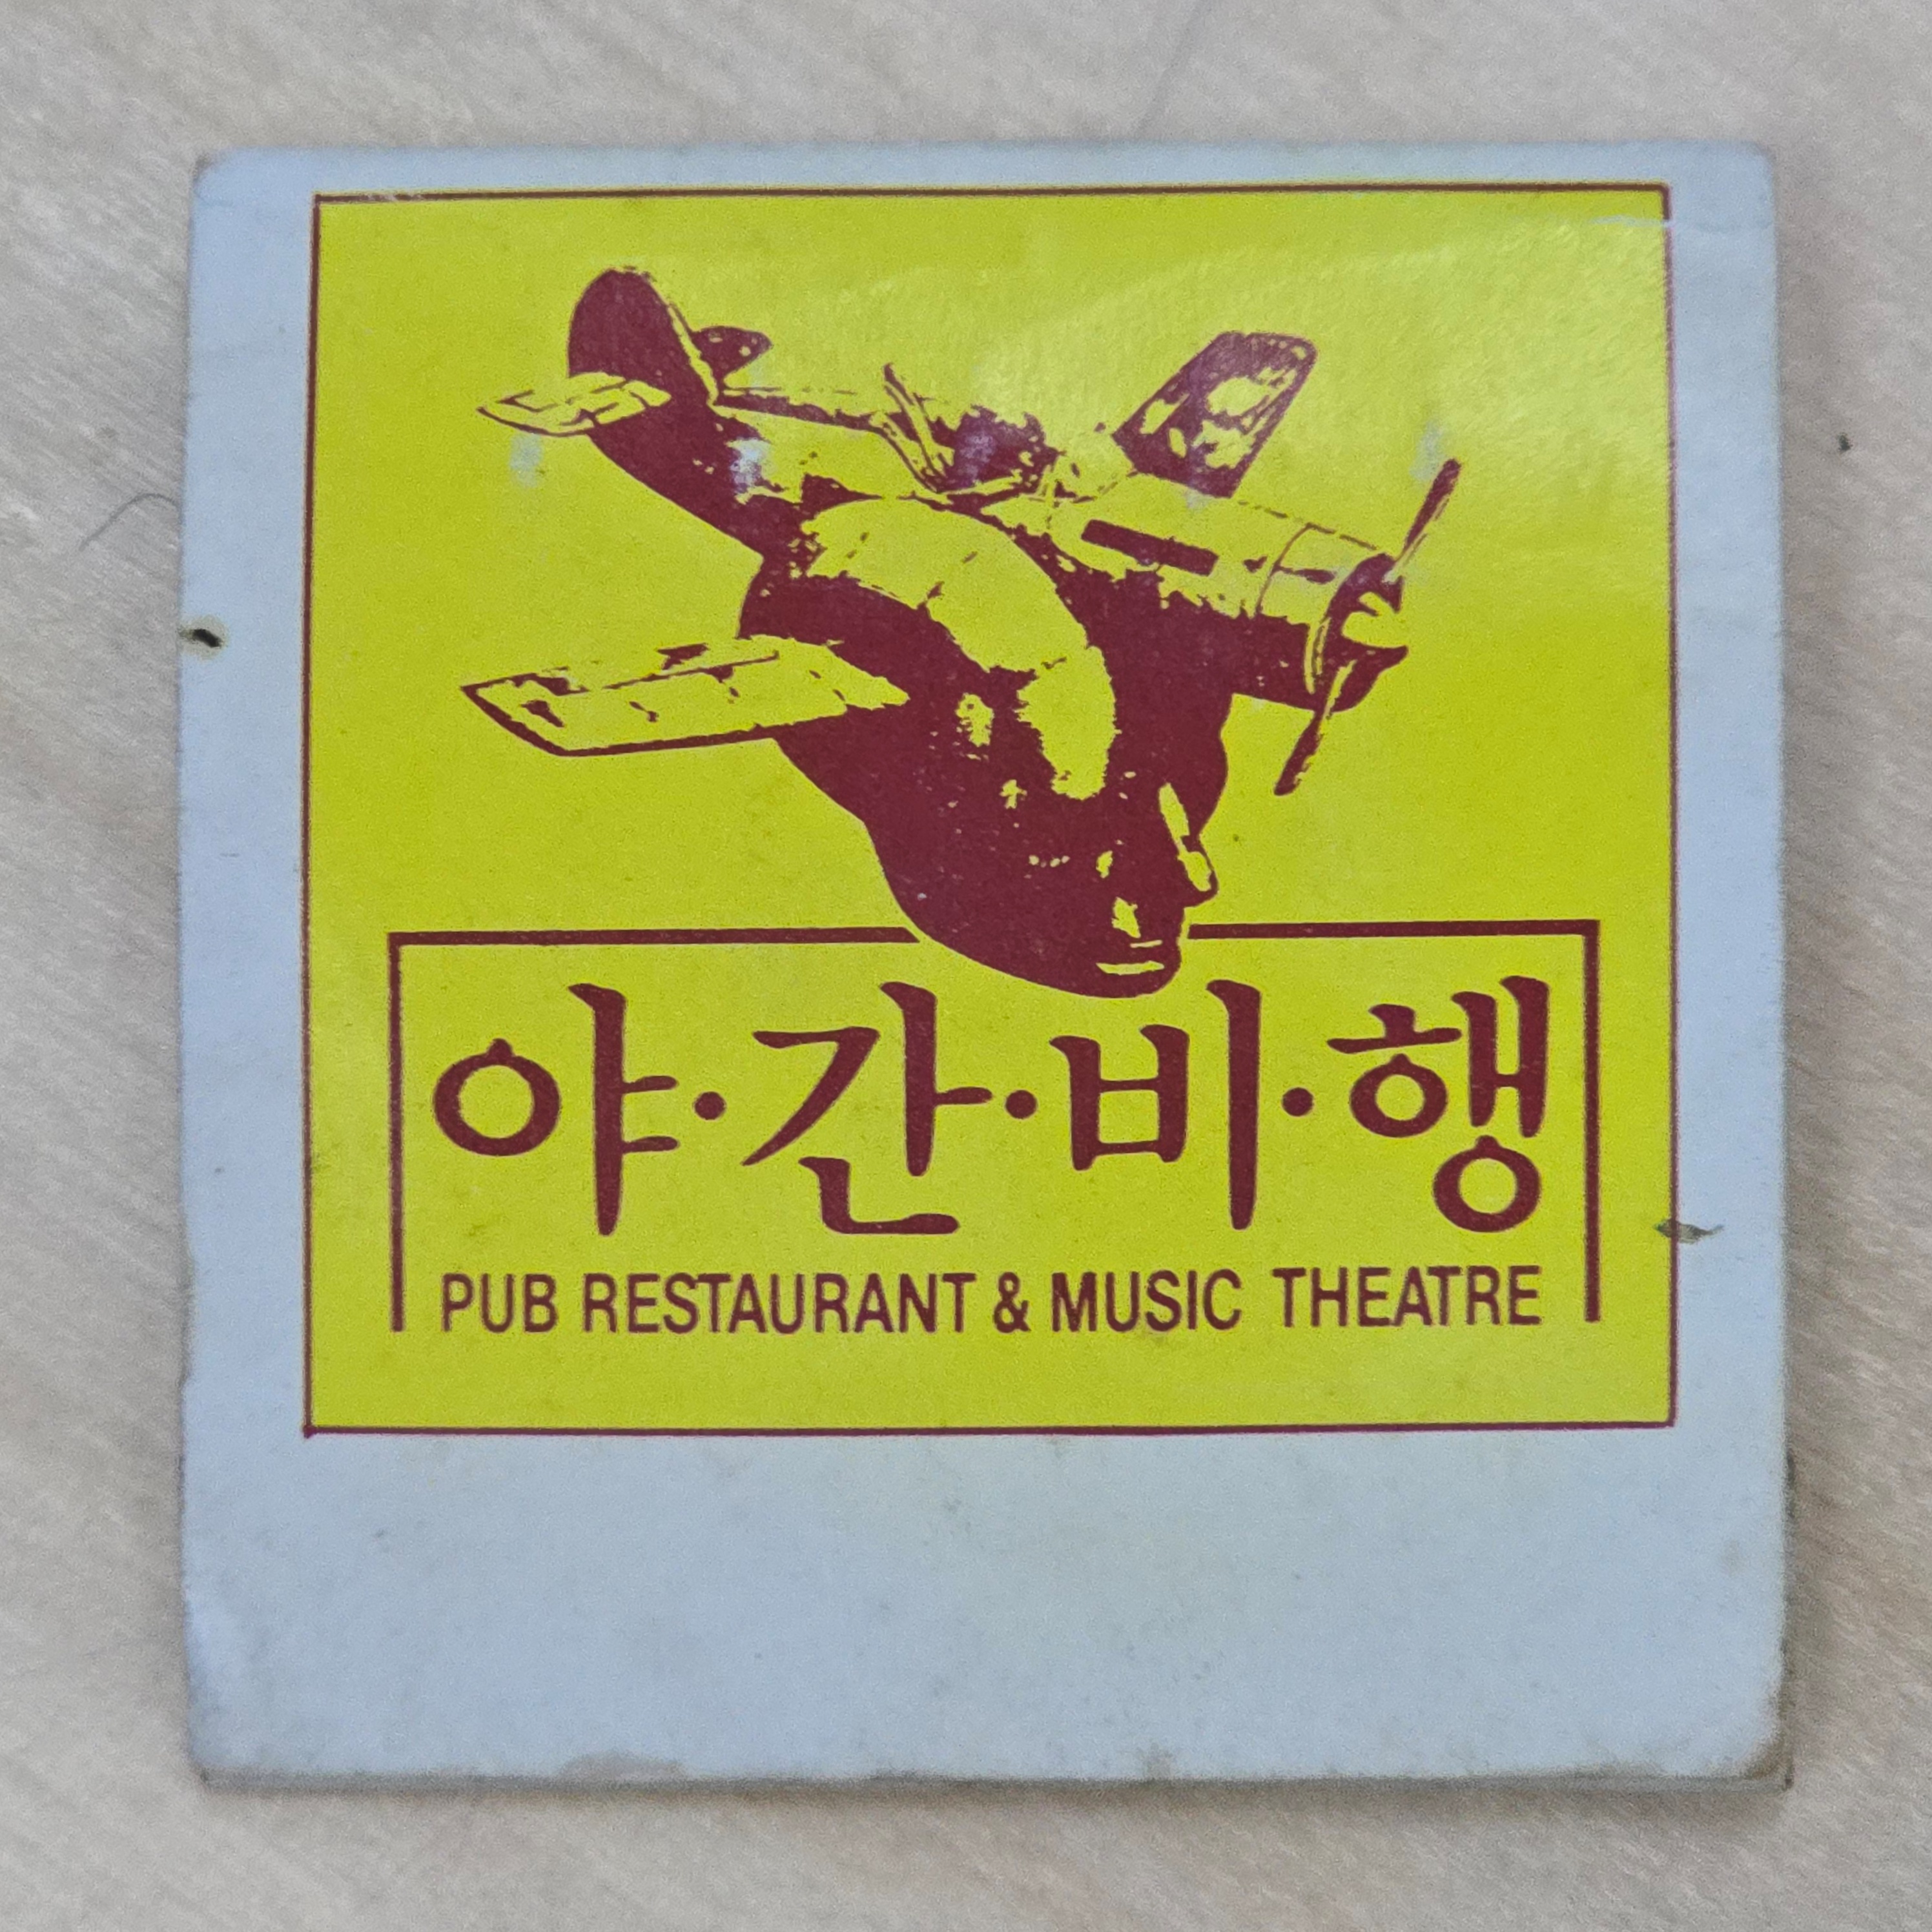 야·간·비·행
PUB RESTAURANT & MUSIC THEATRE